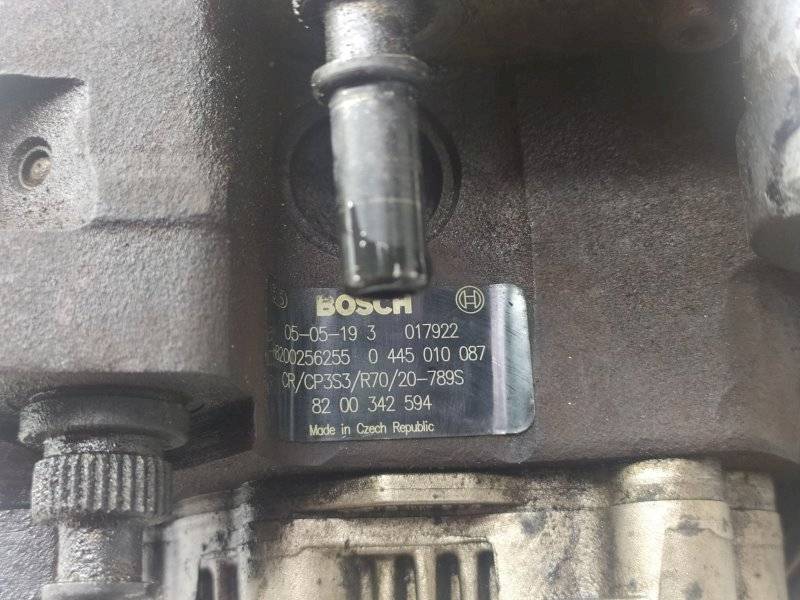 BOSCH
05-05-19 3 017922
8200256255 0 445 010 087
CR/CP3S3/R70/20-789S
82 00 342 594
Made in Czech Republic